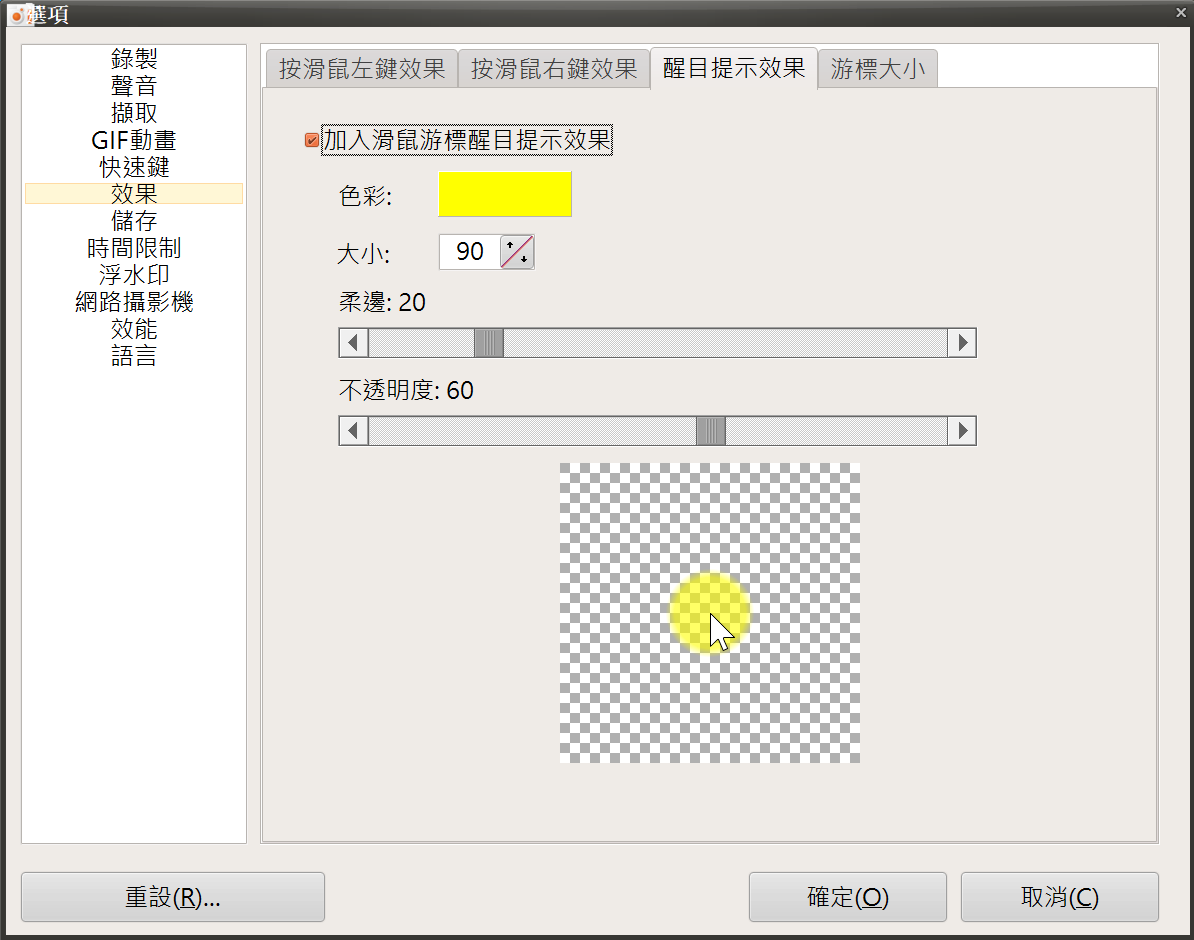 選項
錄製
聲音
擷取
GIF動畫
快速鍵
效果
儲存
時間限制
浮水印
網路攝影機
效能
語言
按滑鼠左鍵效果
按滑鼠右鍵效果
醒目提示效果
游標大小
加入滑鼠游標醒目提示效果
色彩:
大小: 90
柔邊: 20
不透明度: 60
重設(R)...
確定(O)
取消(C)